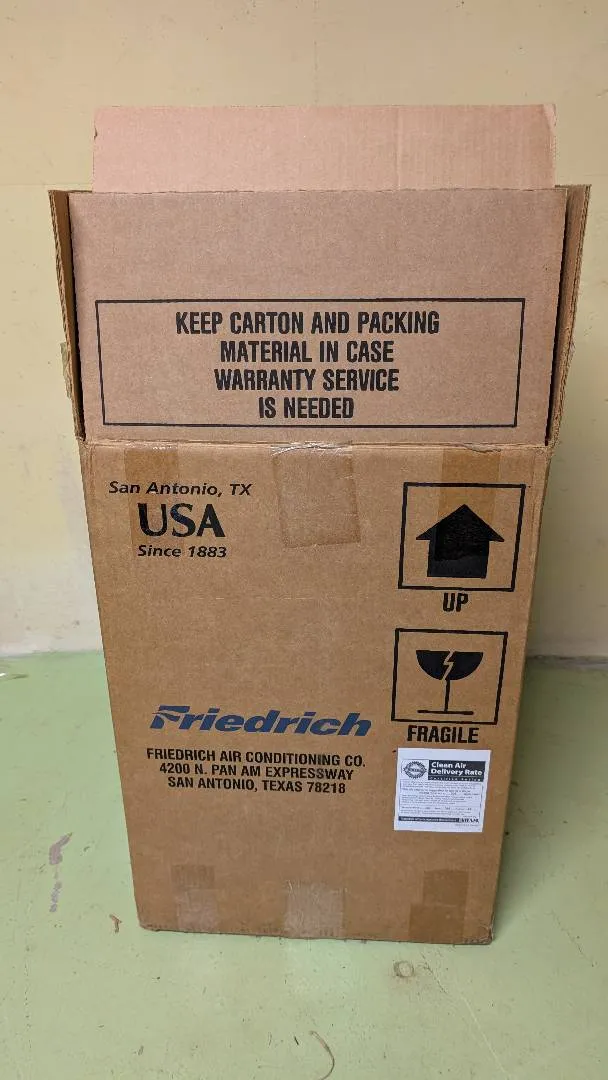 KEEP CARTON AND PACKING
MATERIAL IN CASE
WARRANTY SERVICE
IS NEEDED
San Antonio, TX
USA
Since 1883
UP
FRAGILE
Friedrich
FRIEDRICH AIR CONDITIONING CO.
4200 N. PAN AM EXPRESSWAY
SAN ANTONIO, TEXAS 78218
Clean Air
Delivery Rate